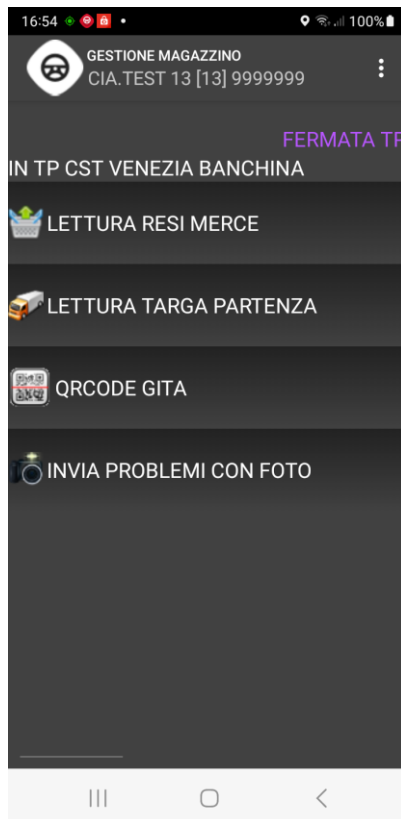 16:54
100%
GESTIONE MAGAZZINO
CIA.TEST 13 [13] 9999999
FERMATA TP
IN TP CST VENEZIA BANCHINA
LETTURA RESI MERCE
LETTURA TARGA PARTENZA
QRCODE GITA
INVIA PROBLEMI CON FOTO